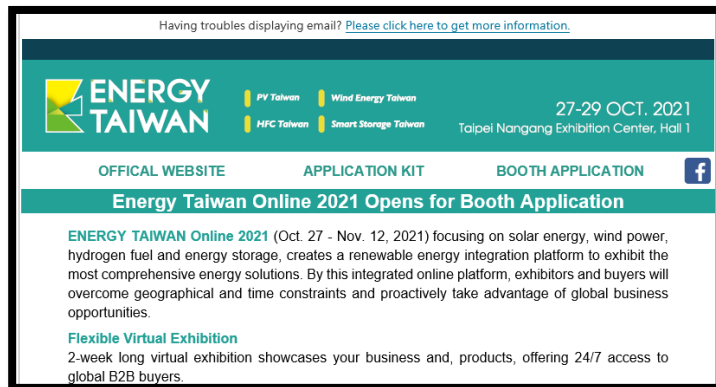 Having troubles displaying email? Please click here to get more information.
ENERGY
TAIWAN
PV Taiwan
Wind Energy Taiwan
HFC Taiwan
Smart Storage Taiwan
27-29 OCT. 2021
Taipei Nangang Exhibition Center, Hall 1
OFFICAL WEBSITE
APPLICATION KIT
BOOTH APPLICATION
f
Energy Taiwan Online 2021 Opens for Booth Application
ENERGY TAIWAN Online 2021 (Oct. 27 - Nov. 12, 2021) focusing on solar energy, wind power,
hydrogen fuel and energy storage, creates a renewable energy integration platform to exhibit the
most comprehensive energy solutions. By this integrated online platform, exhibitors and buyers will
overcome geographical and time constraints and proactively take advantage of global business
opportunities.
Flexible Virtual Exhibition
2-week long virtual exhibition showcases your business and, products, offering 24/7 access to
global B2B buyers.